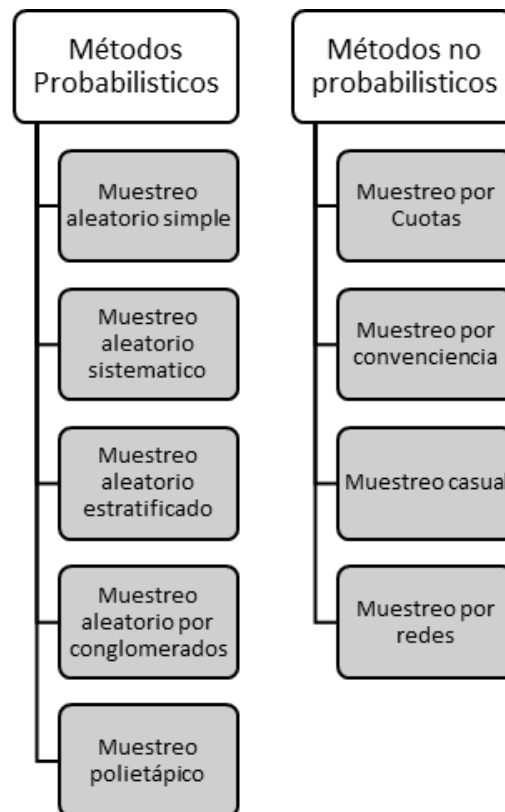 Métodos
Probabilisticos
Muestreo
aleatorio simple
Muestreo
aleatorio
sistematico
Muestreo
aleatorio
estratificado
Muestreo
aleatorio por
conglomerados
Muestreo
polietápico
Métodos no
probabilisticos
Muestreo por
Cuotas
Muestreo por
convenciencia
Muestreo casual
Muestreo por
redes